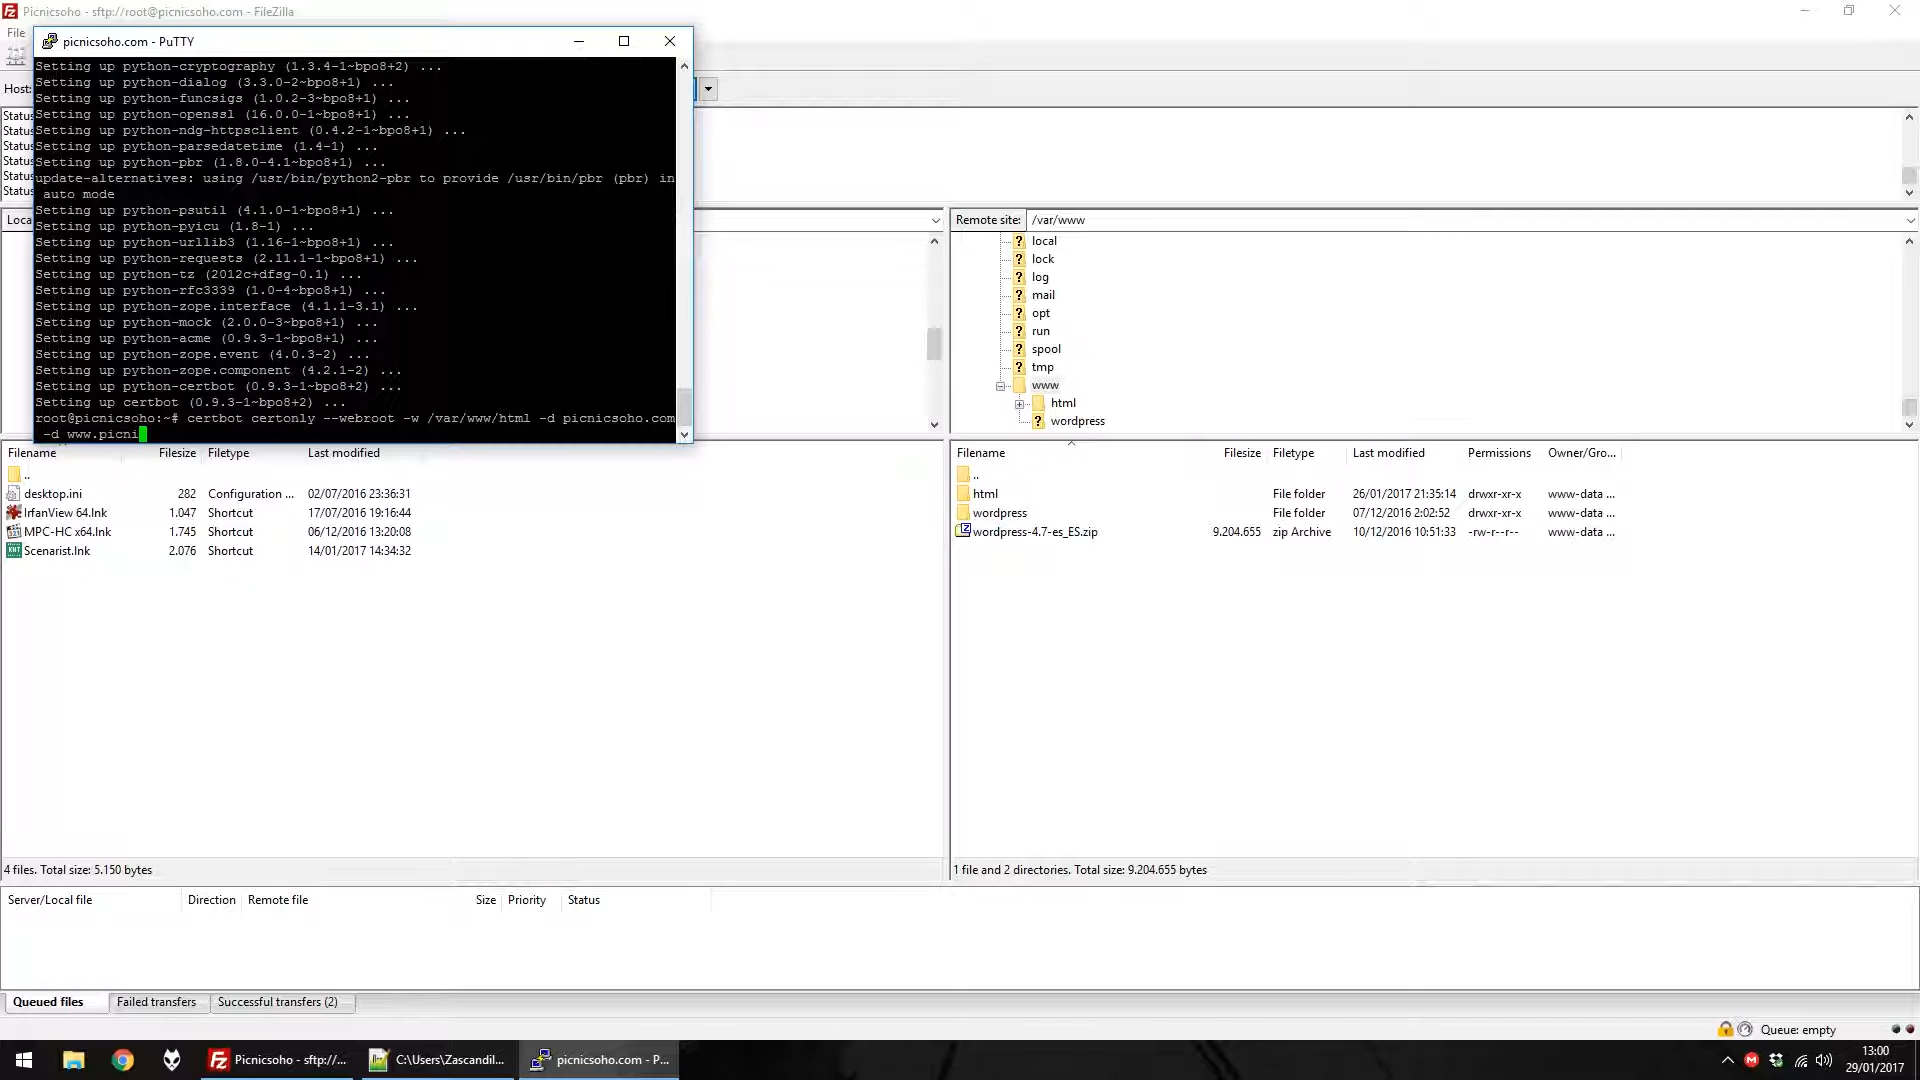 Picnicsoho - sftp://root@picnicsoho.com - FileZilla
File
picnicsoho.com - PuTTY
Setting up python-cryptography (1.3.4-1~bpo8+2) ...
Setting up python-dialog (3.3.0-2~bpo8+1) ...
Setting up python-funcsigs (1.0.2-3~bpo8+1) ...
Setting up python-openssl (16.0.0-1~bpo8+1) ...
Setting up python-ndg-httpsclient (0.4.2-1~bpo8+1) ...
Setting up python-parsedatetime (1.4-1) ...
Setting up python-pbr (1.8.0-4.1~bpo8+1) ...
update-alternatives: using /usr/bin/python2-pbr to provide /usr/bin/pbr (pbr) in
auto mode
Setting up python-psutil (4.1.0-1~bpo8+1) ...
Setting up python-pyicu (1.8-1) ...
Setting up python-urllib3 (1.16-1~bpo8+1) ...
Setting up python-requests (2.11.1-1~bpo8+1) ...
Setting up python-tz (2012c+dfsg-0.1) ...
Setting up python-rfc3339 (1.0-4~bpo8+1) ...
Setting up python-zope.interface (4.1.1-3.1) ...
Setting up python-mock (2.0.0-3~bpo8+1) ...
Setting up python-acme (0.9.3-1~bpo8+1) ...
Setting up python-zope.event (4.0.3-2) ...
Setting up python-zope.component (4.2.1-2) ...
Setting up python-certbot (0.9.3-1~bpo8+2) ...
Setting up certbot (0.9.3-1~bpo8+2) ...
root@picnicsoho:~# certbot certonly --webroot -w /var/www/html -d picnicsoho.com
-d www.picni
Host:
Status
Status
Status
Status
Status
Status
Loca
Remote site: /var/www
local
lock
log
mail
opt
run
spool
tmp
www
html
wordpress
Filename Filesize Filetype Last modified
..
desktop.ini 282 Configuration ... 02/07/2016 23:36:31
IrfanView 64.lnk 1.047 Shortcut 17/07/2016 19:16:44
MPC-HC x64.lnk 1.745 Shortcut 06/12/2016 13:20:08
Scenarist.lnk 2.076 Shortcut 14/01/2017 14:34:32
4 files. Total size: 5.150 bytes
Filename Filesize Filetype Last modified Permissions Owner/Gro...
..
html File folder 26/01/2017 21:35:14 drwxr-xr-x www-data ...
wordpress File folder 07/12/2016 2:02:52 drwxr-xr-x www-data ...
wordpress-4.7-es_ES.zip 9.204.655 zip Archive 10/12/2016 10:51:33 -rw-r--r-- www-data ...
1 file and 2 directories. Total size: 9.204.655 bytes
Server/Local file Direction Remote file Size Priority Status
Queued files Failed transfers Successful transfers (2)
Queue: empty
Picnicsoho - sftp://... C:\Users\Zascandil... picnicsoho.com - P...
13:00
29/01/2017